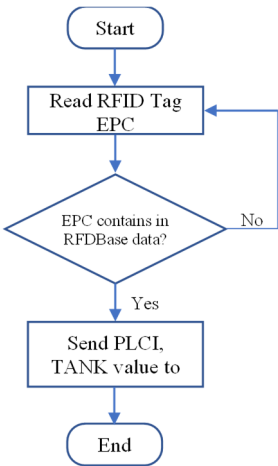 Start
Read RFID Tag
EPC
EPC contains in
RFDBase data?
No
Yes
Send PLCI,
TANK value to
End